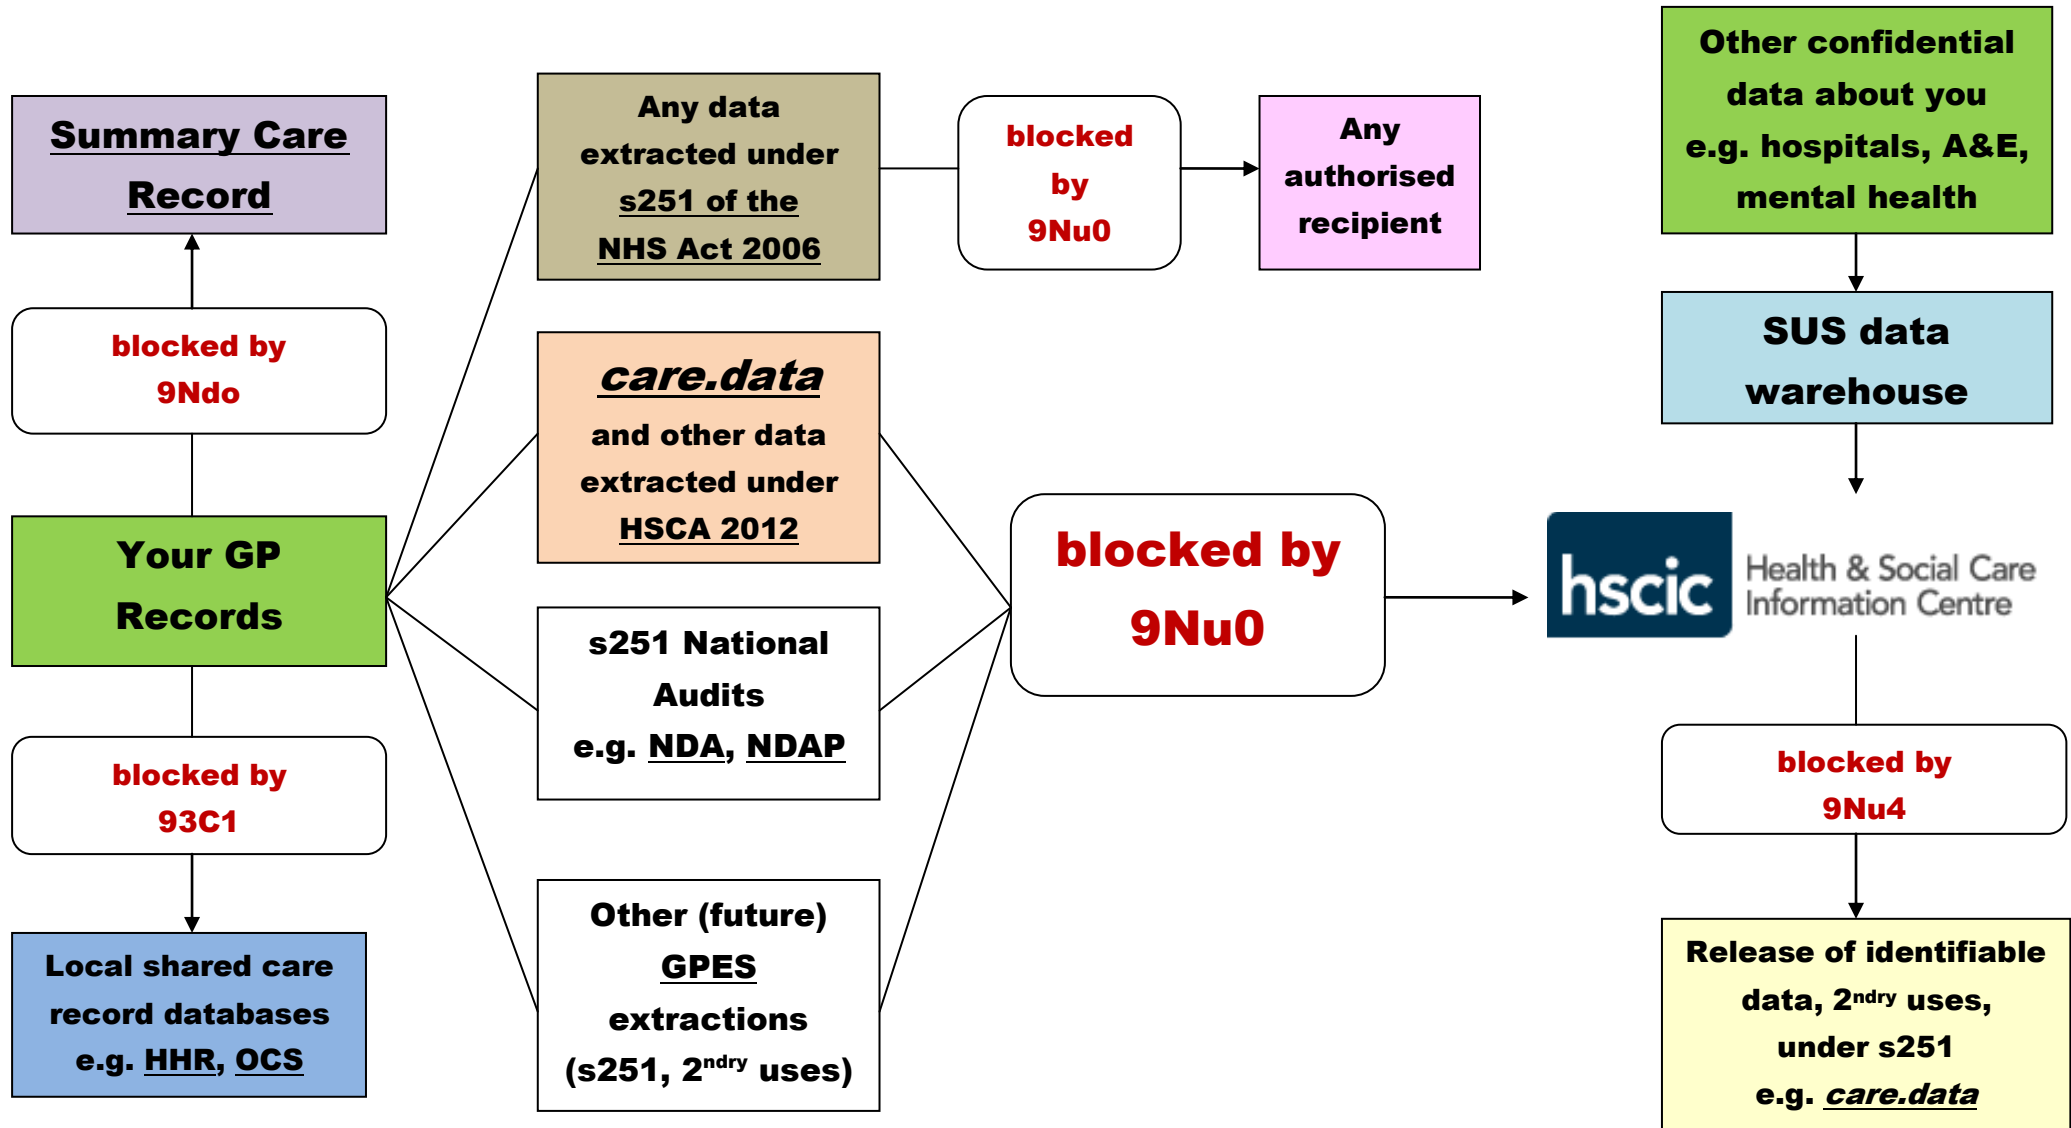 Summary Care
Record
blocked by
9Ndo
Your GP
Records
blocked by
93C1
Local shared care
record databases
e.g. HHR, OCS
Any data
extracted under
s251 of the
NHS Act 2006
blocked
by
9Nu0
Any
authorised
recipient
care.data
and other data
extracted under
HSCA 2012
s251 National
Audits
e.g. NDA, NDAP
Other (future)
GPES
extractions
(s251, 2ndry uses)
blocked by
9Nu0
Other confidential
data about you
e.g. hospitals, A&E,
mental health
SUS data
warehouse
hscic
Health & Social Care
Information Centre
blocked by
9Nu4
Release of identifiable
data, 2ndry uses,
under s251
e.g. care.data